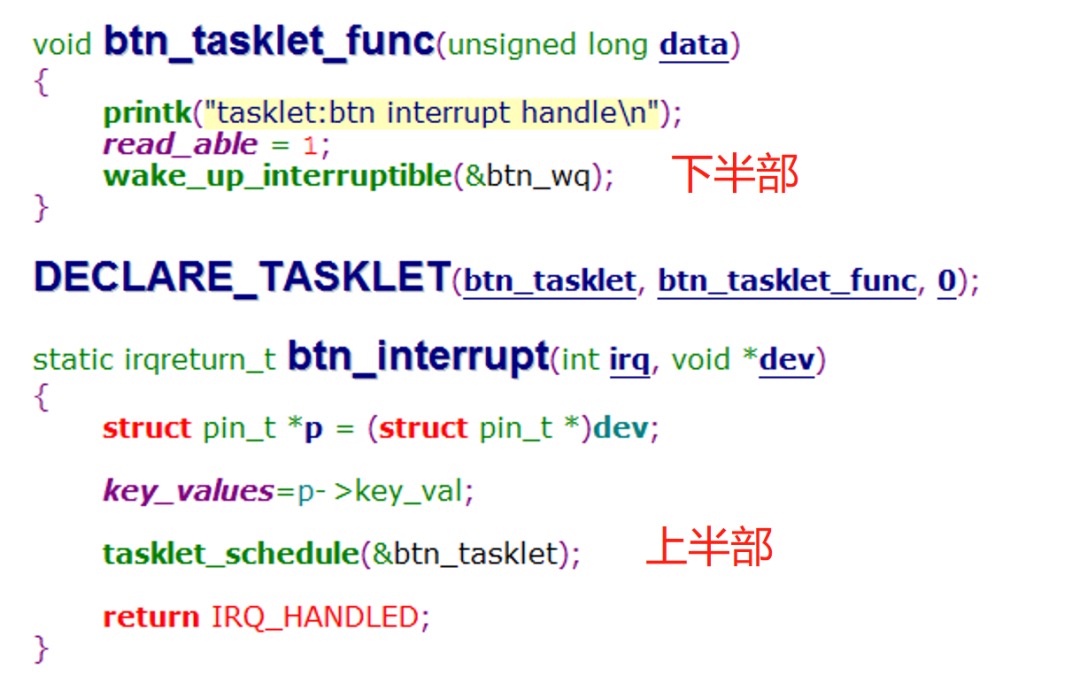 void btn_tasklet_func(unsigned long data)
{
printk("tasklet:btn interrupt handle\n");
read_able = 1;
wake_up_interruptible(&btn_wq); 下半部
}
DECLARE_TASKLET(btn_tasklet, btn_tasklet_func, 0);
static irqreturn_t btn_interrupt(int irq, void *dev)
{
struct pin_t *p = (struct pin_t *)dev;
key_values=p->key_val;
tasklet_schedule(&btn_tasklet); 上半部
return IRQ_HANDLED;
}